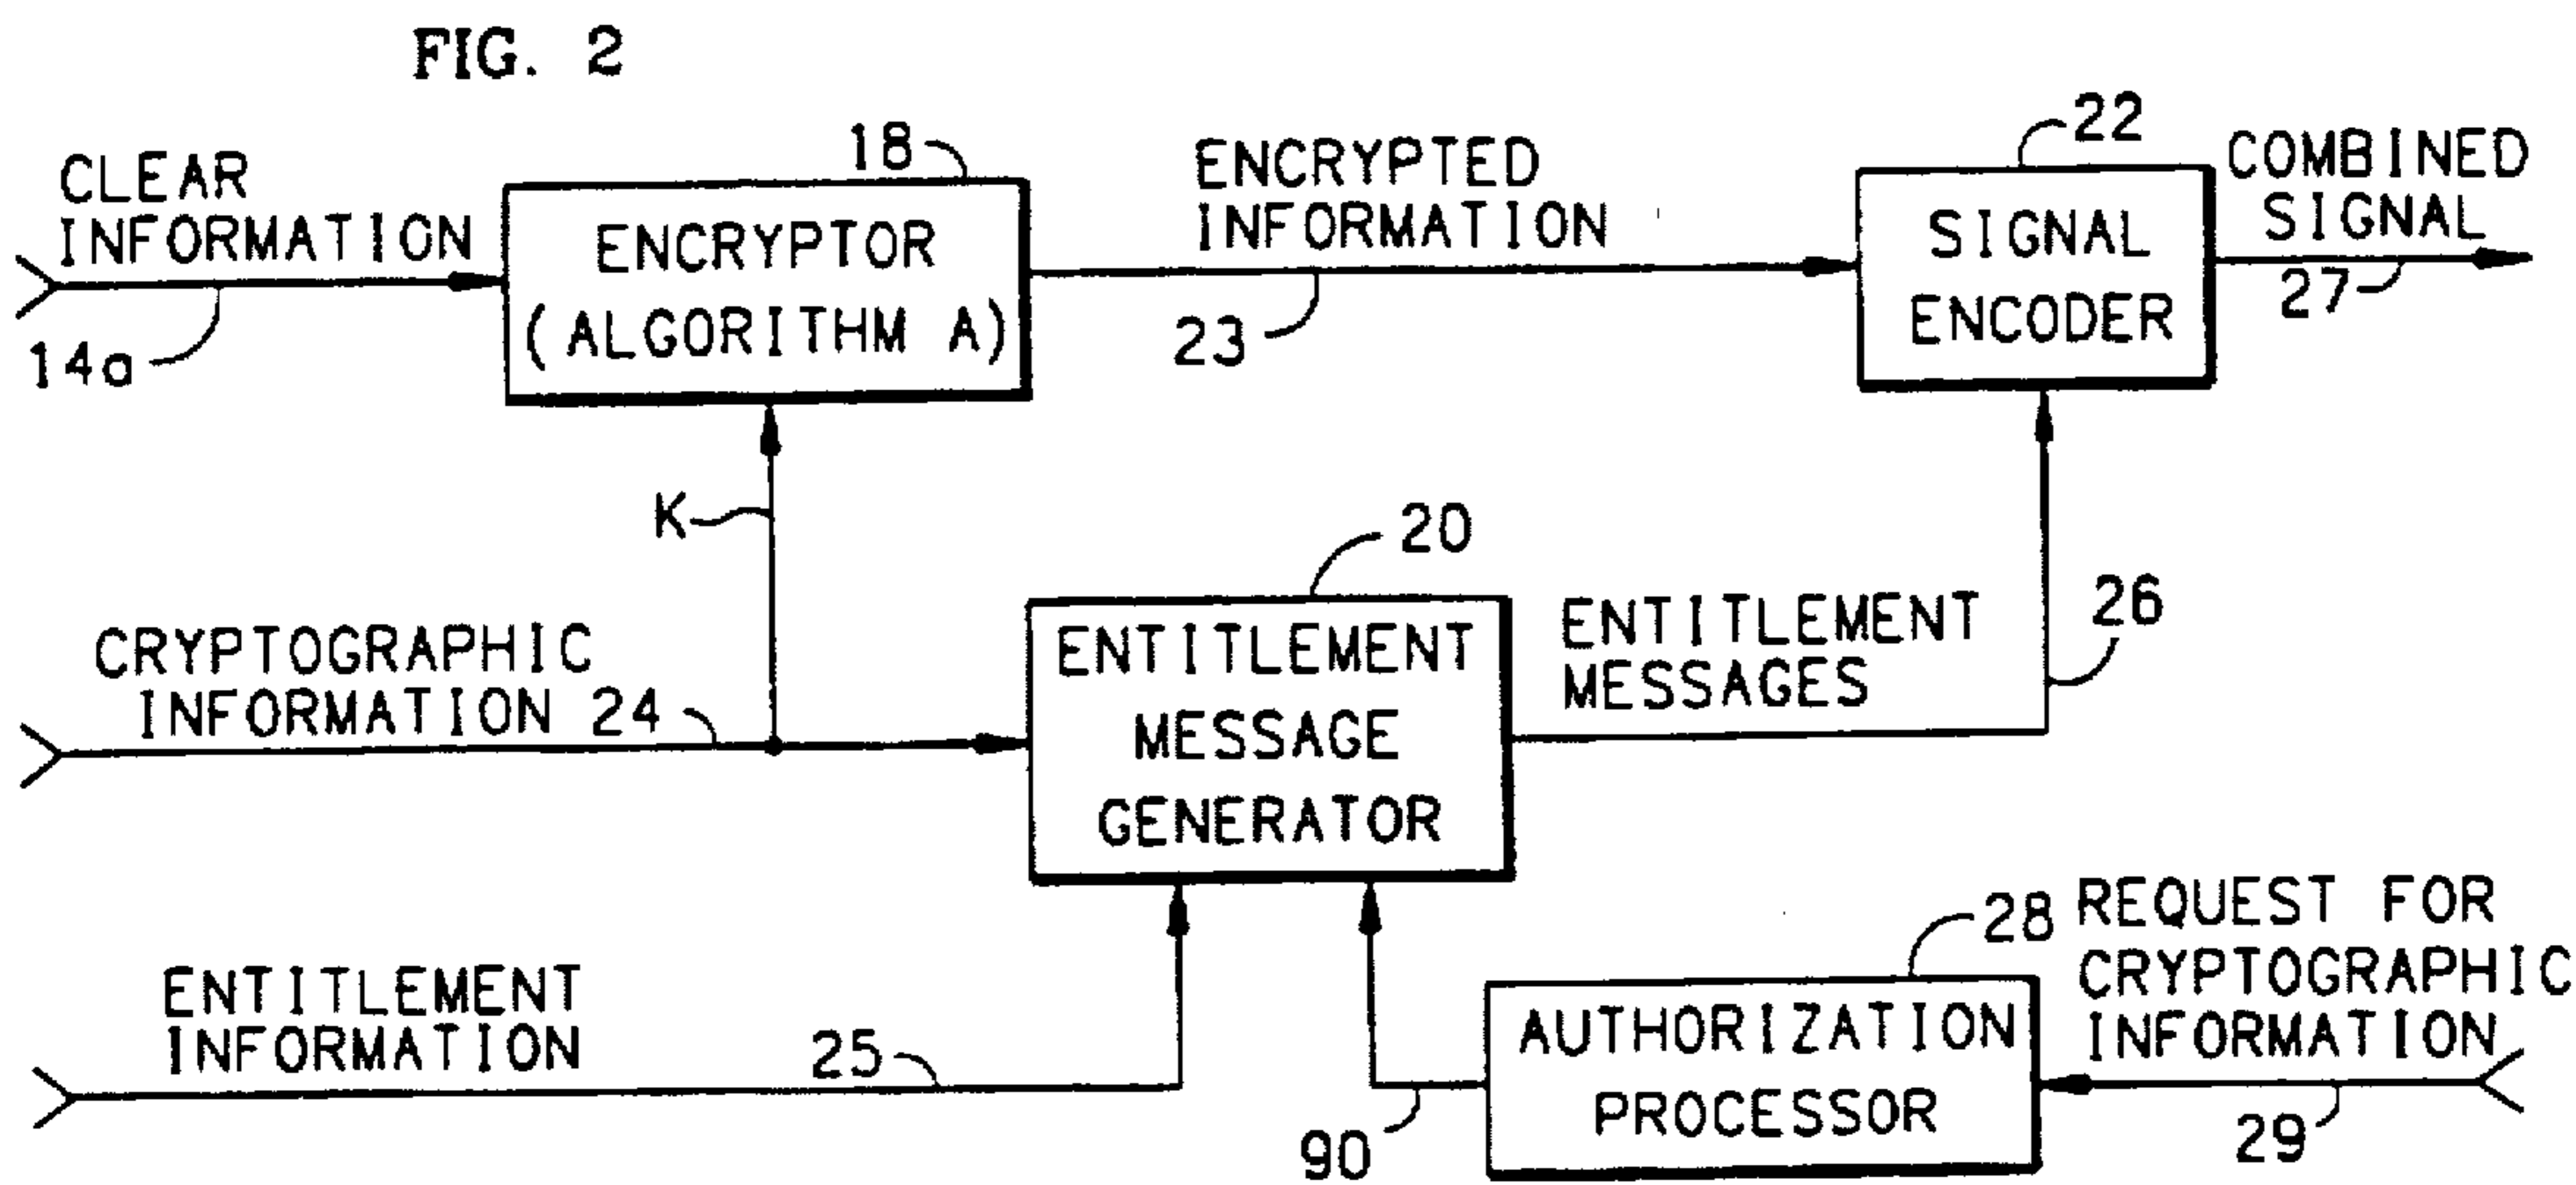 FIG. 2
CLEAR
INFORMATION
14a
18
ENCRYPTOR
(ALGORITHM A)
ENCRYPTED
INFORMATION
23
22
SIGNAL
ENCODER
COMBINED
SIGNAL
27
K
CRYPTOGRAPHIC
INFORMATION 24
20
ENTITLEMENT
MESSAGE
GENERATOR
ENTITLEMENT
MESSAGES
26
ENTITLEMENT
INFORMATION
25
90
28
AUTHORIZATION
PROCESSOR
REQUEST FOR
CRYPTOGRAPHIC
INFORMATION
29